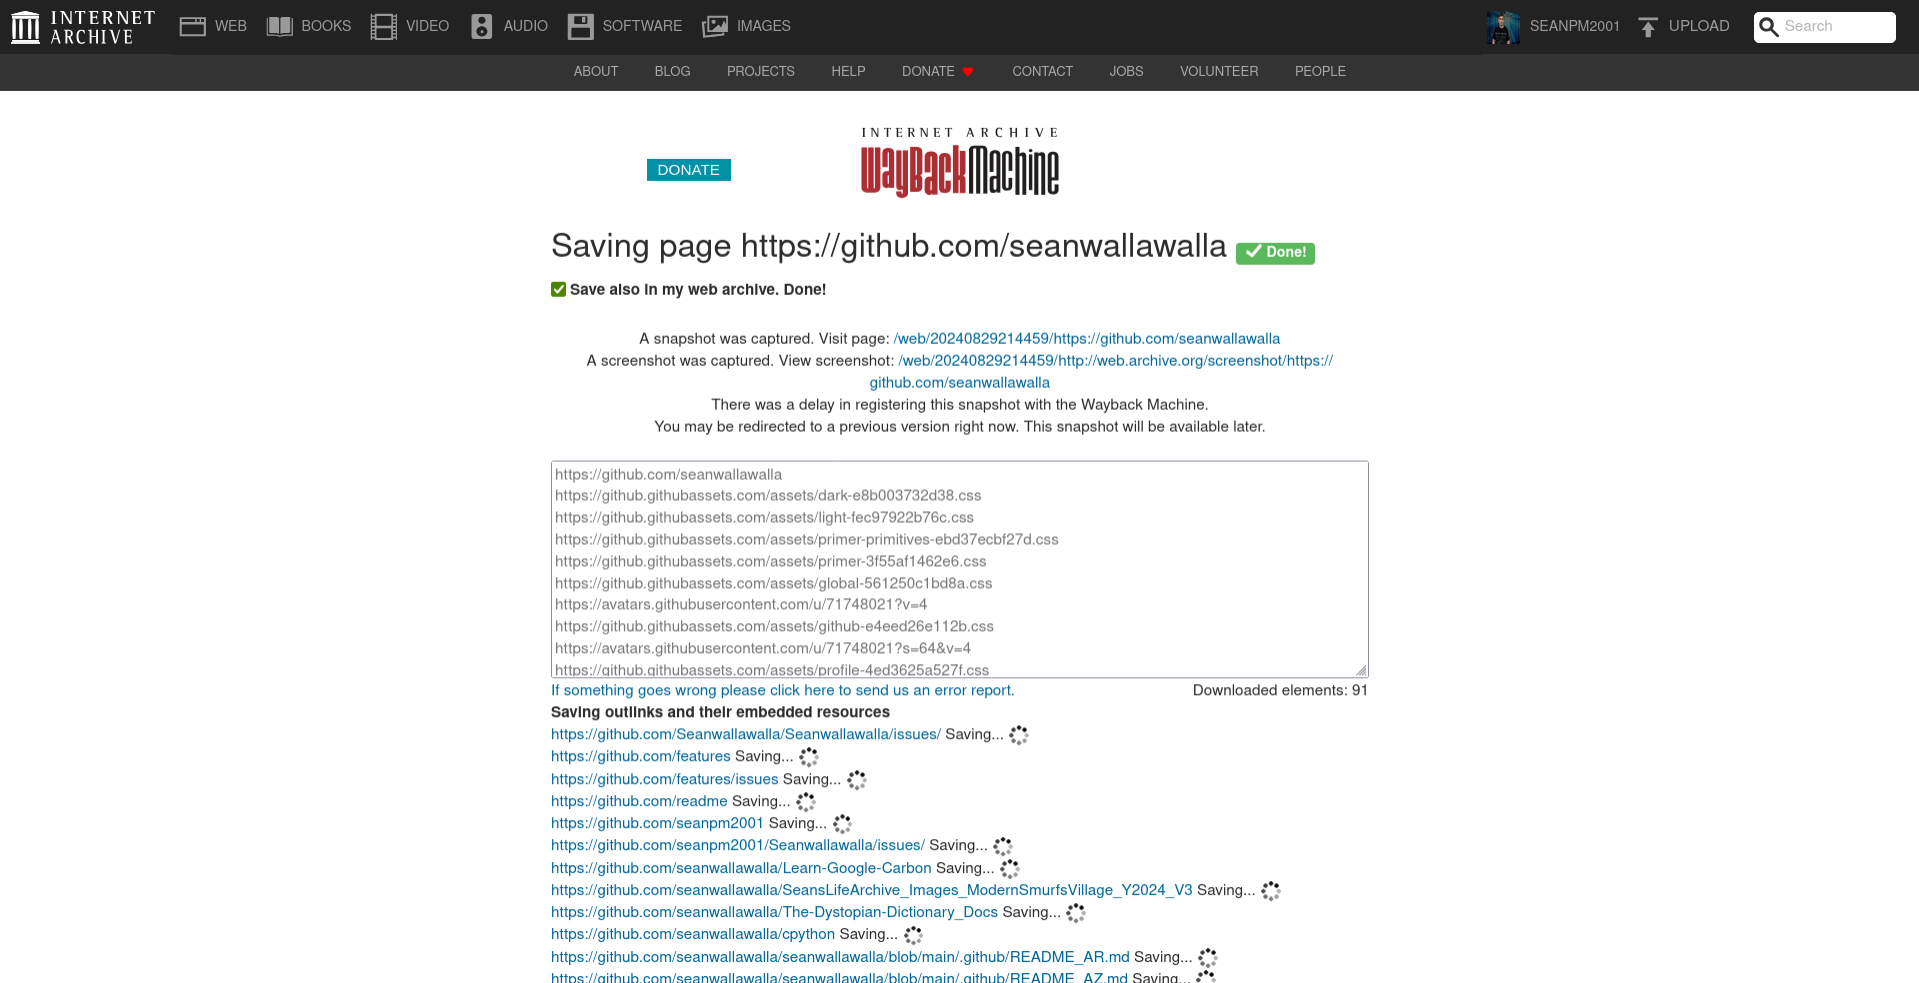 INTERNET ARCHIVE
WEB BOOKS VIDEO AUDIO SOFTWARE IMAGES SEANPM2001 UPLOAD Search
ABOUT BLOG PROJECTS HELP DONATE CONTACT JOBS VOLUNTEER PEOPLE
INTERNET ARCHIVE
WayBackMachine
DONATE
Saving page https://github.com/seanwallawalla Done!
Save also in my web archive. Done!
A snapshot was captured. Visit page: /web/20240829214459/https://github.com/seanwallawalla
A screenshot was captured. View screenshot: /web/20240829214459/http://web.archive.org/screenshot/https://
github.com/seanwallawalla
There was a delay in registering this snapshot with the Wayback Machine.
You may be redirected to a previous version right now. This snapshot will be available later.
https://github.com/seanwallawalla
https://github.githubassets.com/assets/dark-e8b003732d38.css
https://github.githubassets.com/assets/light-fec97922b76c.css
https://github.githubassets.com/assets/primer-primitives-ebd37ecbf27d.css
https://github.githubassets.com/assets/primer-3f55af1462e6.css
https://github.githubassets.com/assets/global-561250c1bd8a.css
https://avatars.githubusercontent.com/u/71748021?v=4
https://github.githubassets.com/assets/github-e4eed26e112b.css
https://avatars.githubusercontent.com/u/71748021?s=64&v=4
https://github.githubassets.com/assets/profile-4ed3625a527f.css
If something goes wrong please click here to send us an error report. Downloaded elements: 91
Saving outlinks and their embedded resources
https://github.com/Seanwallawalla/Seanwallawalla/issues/ Saving...
https://github.com/features Saving...
https://github.com/features/issues Saving...
https://github.com/readme Saving...
https://github.com/seanpm2001 Saving...
https://github.com/seanpm2001/Seanwallawalla/issues/ Saving...
https://github.com/seanwallawalla/Learn-Google-Carbon Saving...
https://github.com/seanwallawalla/SeansLifeArchive_Images_ModernSmurfsVillage_Y2024_V3 Saving...
https://github.com/seanwallawalla/The-Dystopian-Dictionary_Docs Saving...
https://github.com/seanwallawalla/cpython Saving...
https://github.com/seanwallawalla/seanwallawalla/blob/main/.github/README_AR.md Saving...
https://github.com/seanwallawalla/seanwallawalla/blob/main/.github/README_AZ.md Saving...